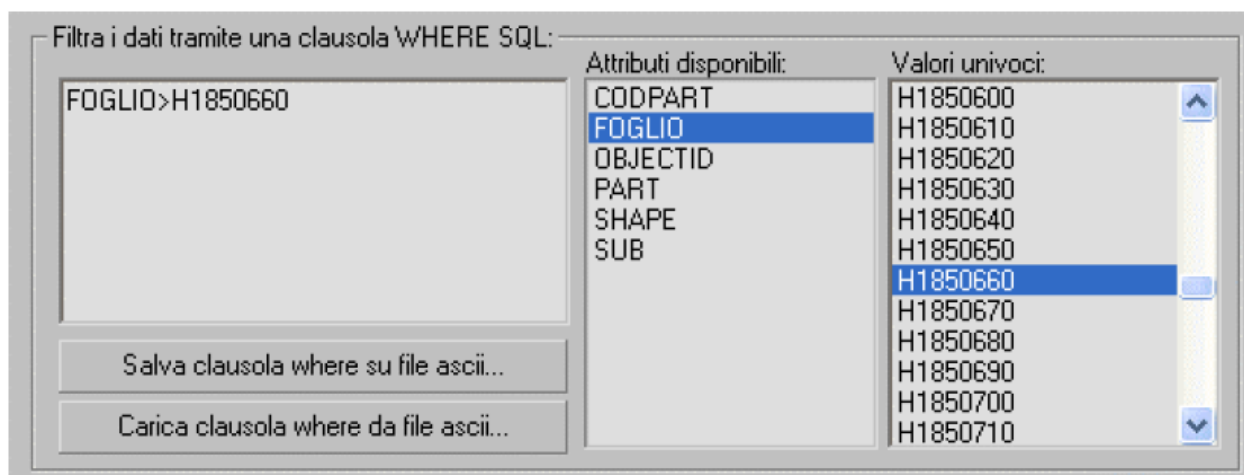 Filtra i dati tramite una clausola WHERE SQL:
FOGLIO>H1850660
Salva clausola where su file ascii...
Carica clausola where da file ascii...
Attributi disponibili:
CODPART
FOGLIO
OBJECTID
PART
SHAPE
SUB
Valori univoci:
H1850600
H1850610
H1850620
H1850630
H1850640
H1850650
H1850660
H1850670
H1850680
H1850690
H1850700
H1850710